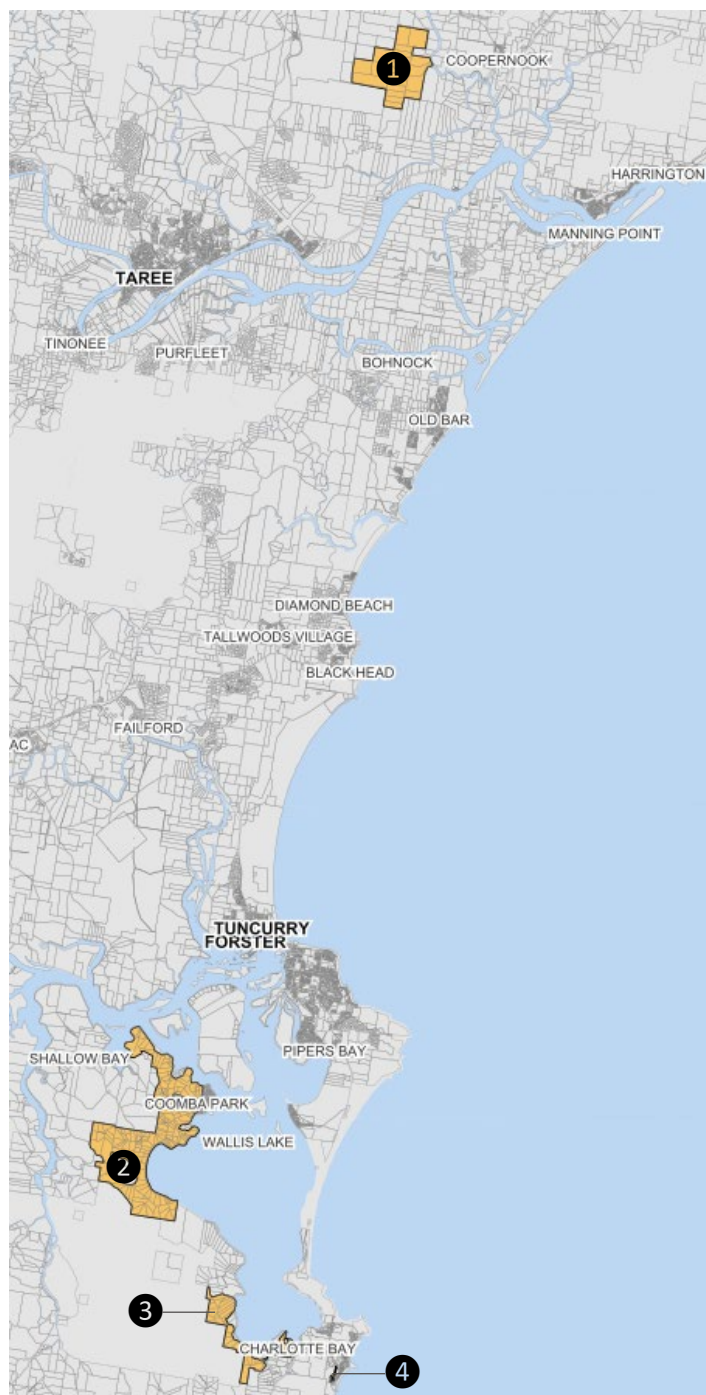 1
COOPERNOOK
HARRINGTON
MANNING POINT
TAREE
TINONEE
PURFLEET
BOHNOCK
OLD BAR
DIAMOND BEACH
TALLWOODS VILLAGE
BLACK HEAD
FAILFORD
AC
TUNCURRY
FORSTER
SHALLOW BAY
PIPERS BAY
COOMBA PARK
WALLIS LAKE
2
3
CHARLOTTE BAY
4